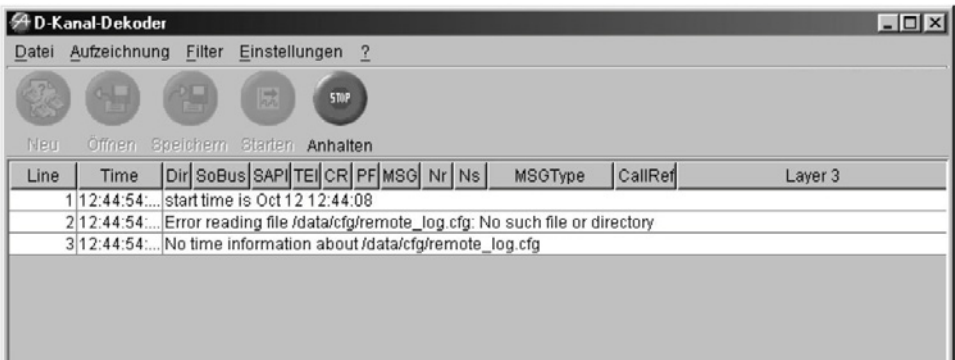 D-Kanal-Dekoder
Datei Aufzeichnung Filter Einstellungen ?
STOP
Neu Öffnen Speichern Starten Anhalten
Line Time Dir SoBus SAPI TEI CR PF MSG Nr Ns MSGType CallRef Layer 3
1 12:44:54:... start time is Oct 12 12:44:08
2 12:44:54:... Error reading file /data/cfg/remote_log.cfg: No such file or directory
3 12:44:54:... No time information about /data/cfg/remote_log.cfg